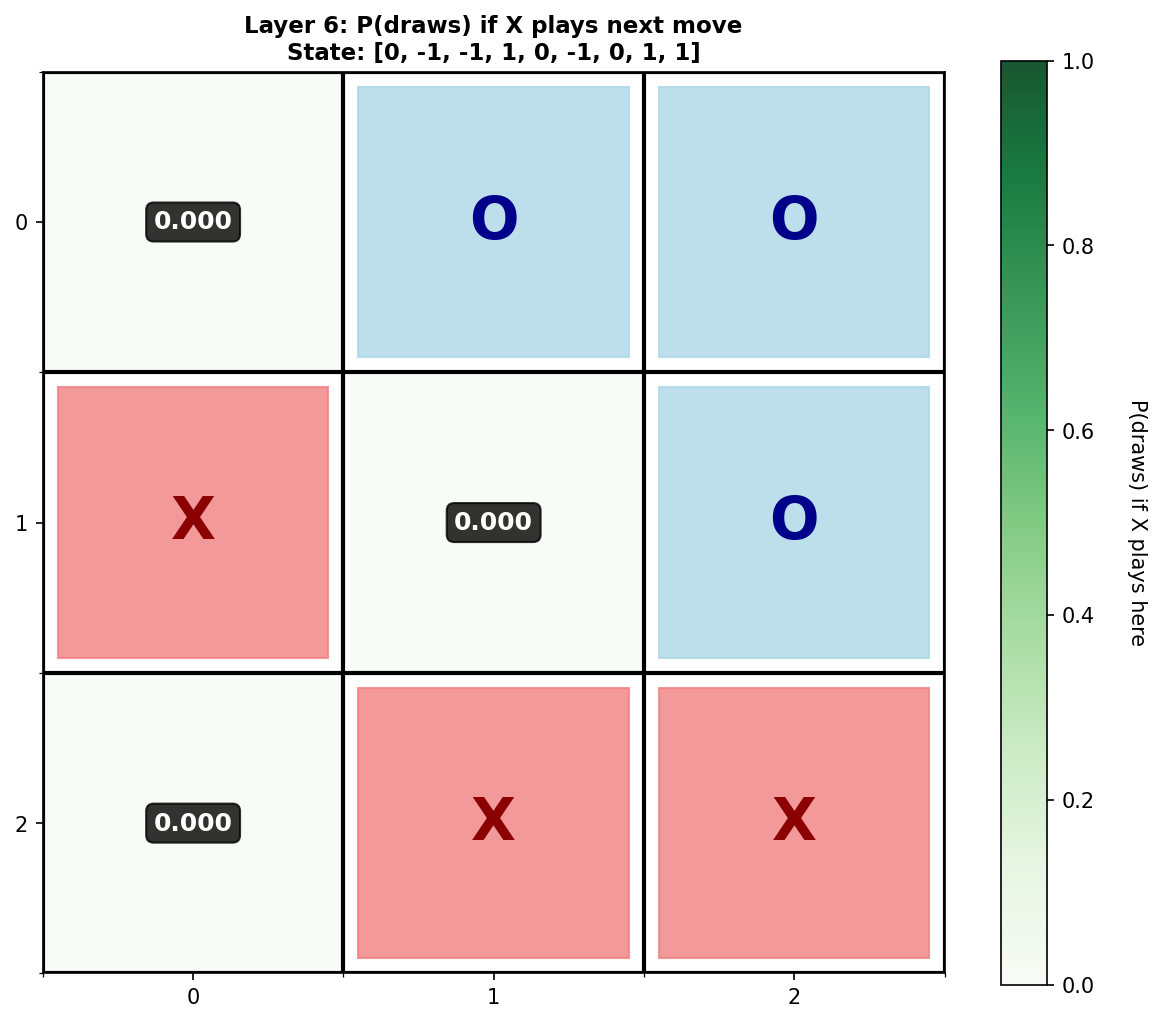 Layer 6: P(draws) if X plays next move
State: [0, -1, -1, 1, 0, -1, 0, 1, 1]
0
0.000
O
O
1
X
0.000
O
2
0.000
X
X
0
1
2
1.0
0.8
0.6
0.4
0.2
0.0
P(draws) if X plays here